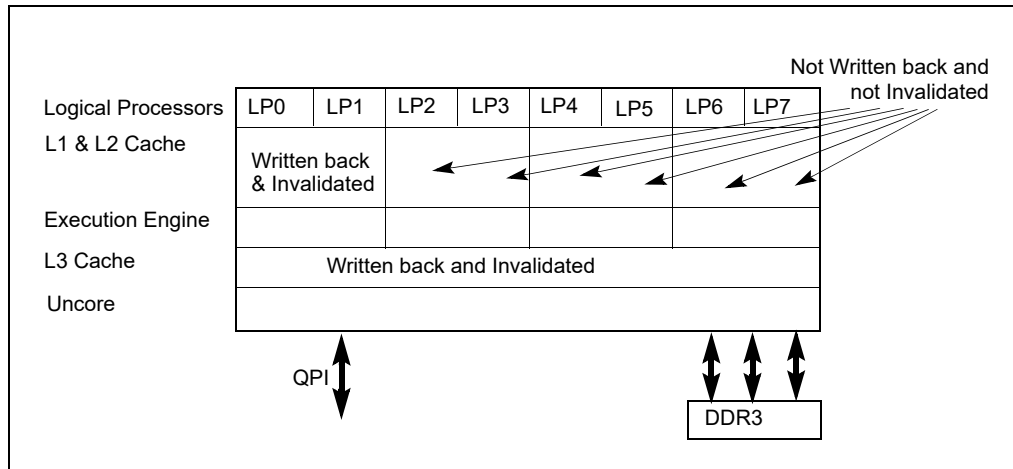 Not Written back and
not Invalidated
Logical Processors LP0 LP1 LP2 LP3 LP4 LP5 LP6 LP7
L1 & L2 Cache
Written back
& Invalidated
Execution Engine
L3 Cache Written back and Invalidated
Uncore
QPI
DDR3